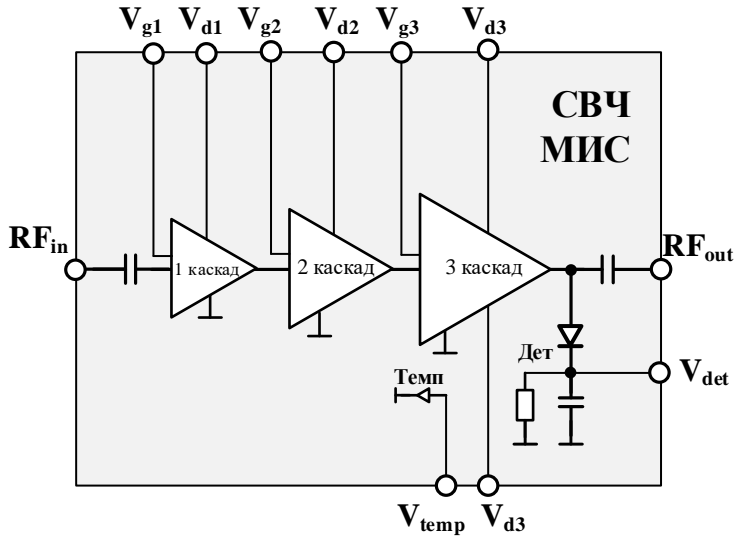 Vg1 Vd1 Vg2 Vd2 Vg3 Vd3
СВЧ
МИС
RFin
1 каскад
2 каскад
3 каскад
RFout
Дет
Vdet
Темп
Vtemp
Vd3